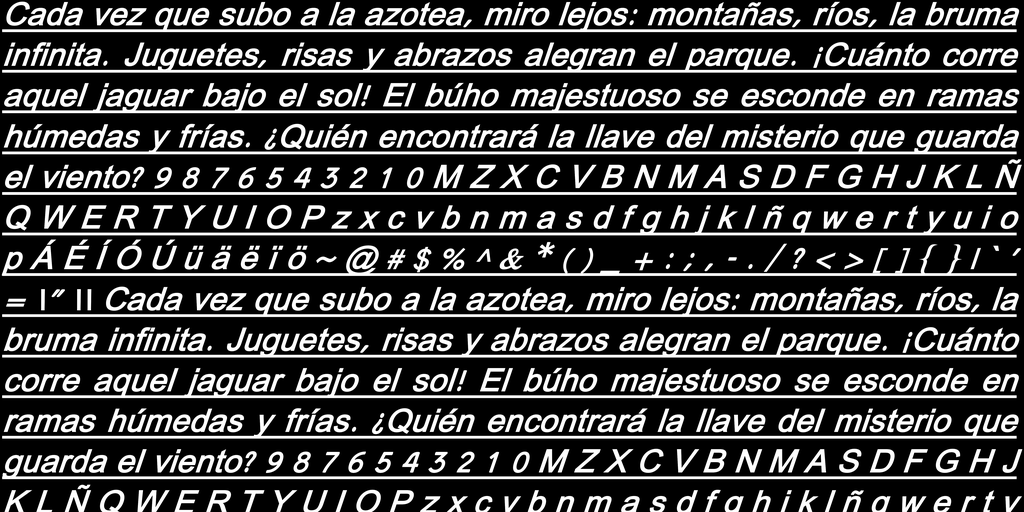 Cada vez que subo a la azotea, miro lejos: montañas, ríos, la bruma
infinita. Juguetes, risas y abrazos alegran el parque. ¡Cuánto corre
aquel jaguar bajo el sol! El búho majestuoso se esconde en ramas
húmedas y frías. ¿Quién encontrará la llave del misterio que guarda
el viento? 9 8 7 6 5 4 3 2 1 0 M Z X C V B N M A S D F G H J K L Ñ
Q W E R T Y U I O P z x c v b n m a s d f g h j k l ñ q w e r t y u i o
p Á É Í Ó Ú ü ä ë ï ö ~ @ # $ % ^ & * ( ) _ + : ; , - . / ? < > [ ] { } | ` ’
= \" \\ Cada vez que subo a la azotea, miro lejos: montañas, ríos, la
bruma infinita. Juguetes, risas y abrazos alegran el parque. ¡Cuánto
corre aquel jaguar bajo el sol! El búho majestuoso se esconde en
ramas húmedas y frías. ¿Quién encontrará la llave del misterio que
guarda el viento? 9 8 7 6 5 4 3 2 1 0 M Z X C V B N M A S D F G H J
K L Ñ Q W E R T Y U I O P z x c v b n m a s d f g h j k l ñ q w e r t y